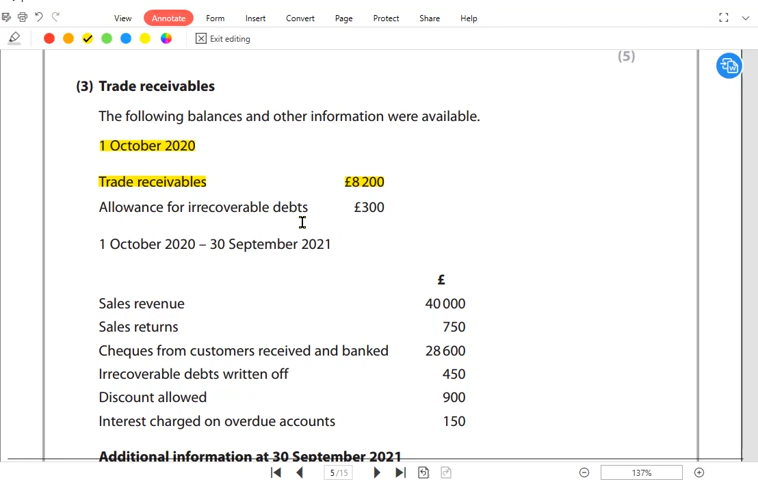 View Annotate Form Insert Convert Page Protect Share Help
Exit editing
(5)
(3) Trade receivables
The following balances and other information were available.
1 October 2020
Trade receivables £8 200
Allowance for irrecoverable debts £300
1 October 2020 – 30 September 2021
£
Sales revenue 40 000
Sales returns 750
Cheques from customers received and banked 28 600
Irrecoverable debts written off 450
Discount allowed 900
Interest charged on overdue accounts 150
Additional information at 30 September 2021
5 /15 137%